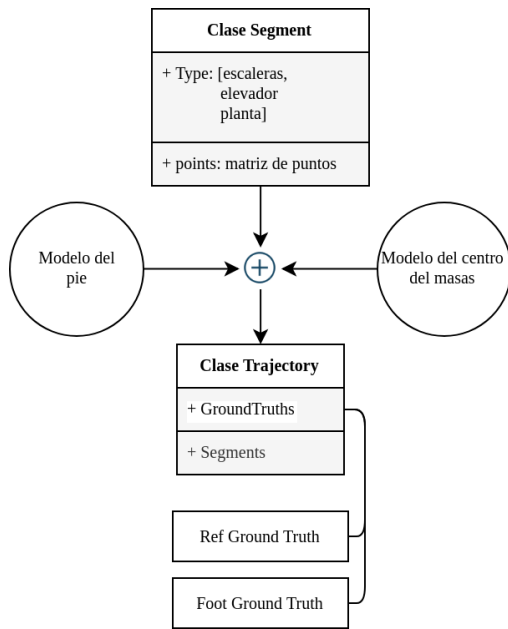 Clase Segment
+ Type: [escaleras,
elevador
planta]
+ points: matriz de puntos
Modelo del
pie
Modelo del centro
del masas
Clase Trajectory
+ GroundTruths
+ Segments
Ref Ground Truth
Foot Ground Truth